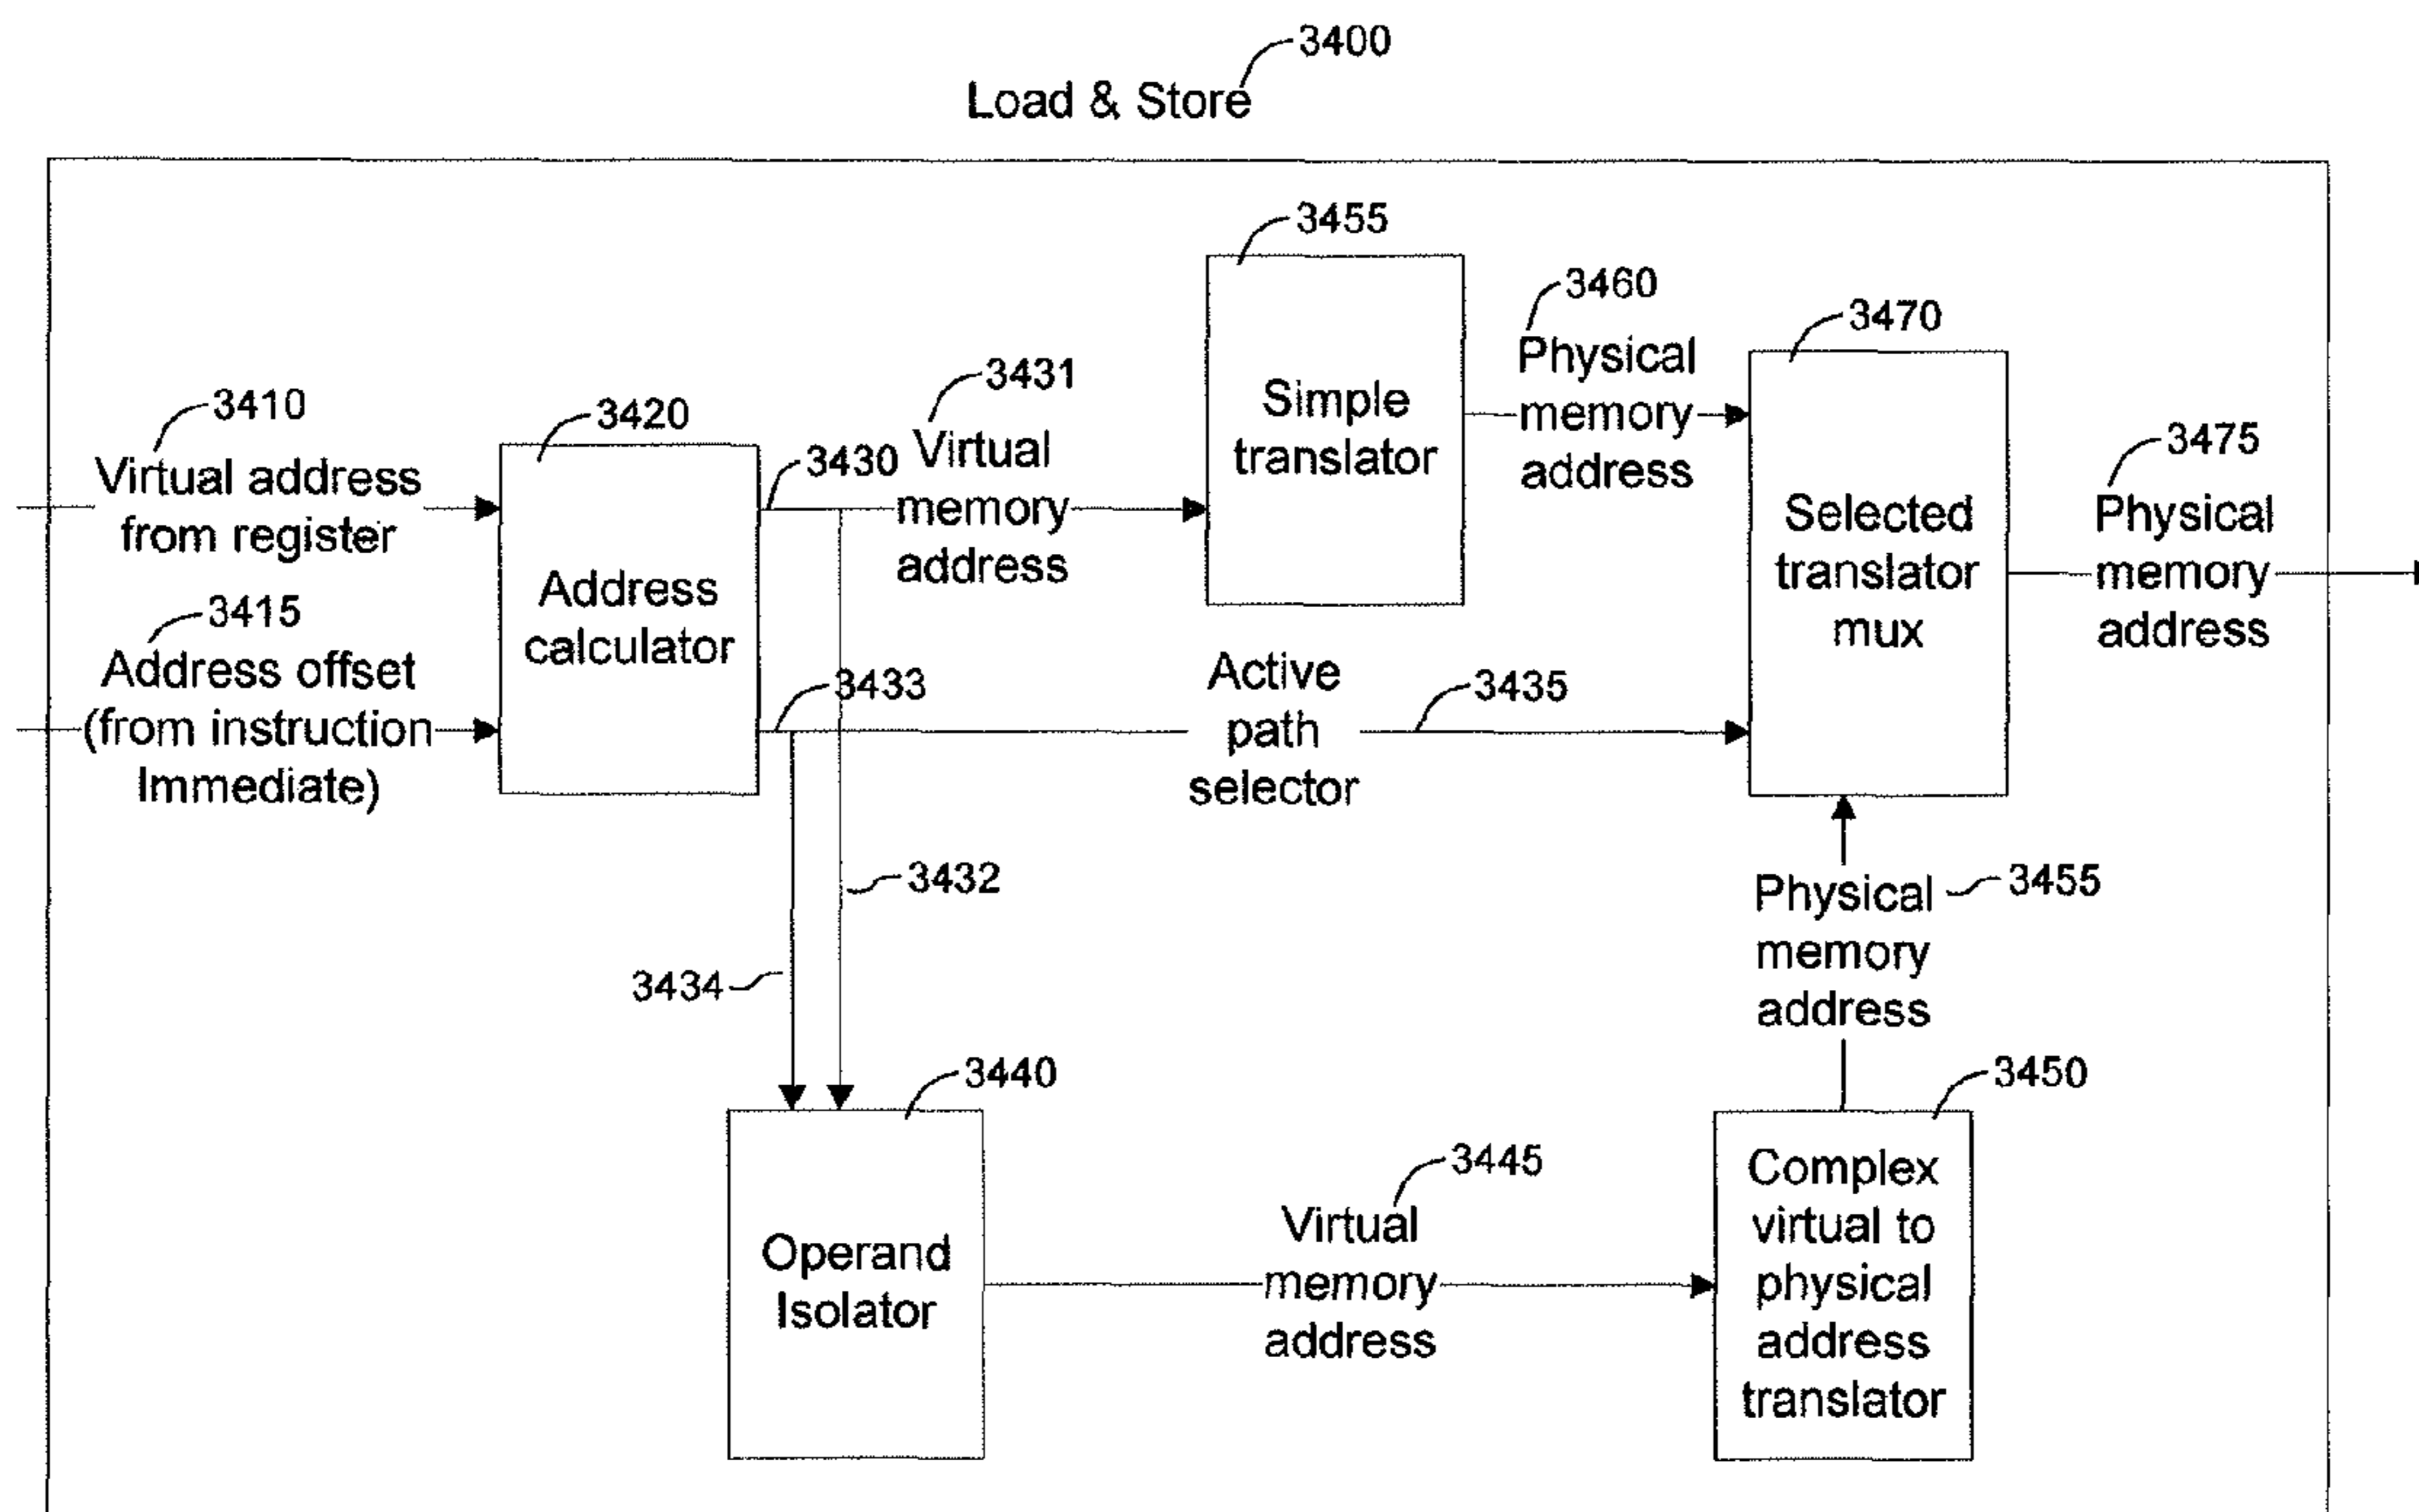 3400
Load & Store
3455
3460
Physical
memory
address
3470
3431
Virtual
memory
address
3410
Virtual address
from register
3420
3430
Simple
translator
3475
Physical
memory
address
Selected
translator
mux
3415
Address offset
(from instruction
Immediate)
Address
calculator
3433
Active
path
selector
3435
3432
3434
Physical
memory
address
3455
3440
3450
Operand
Isolator
3445
Virtual
memory
address
Complex
virtual to
physical
address
translator